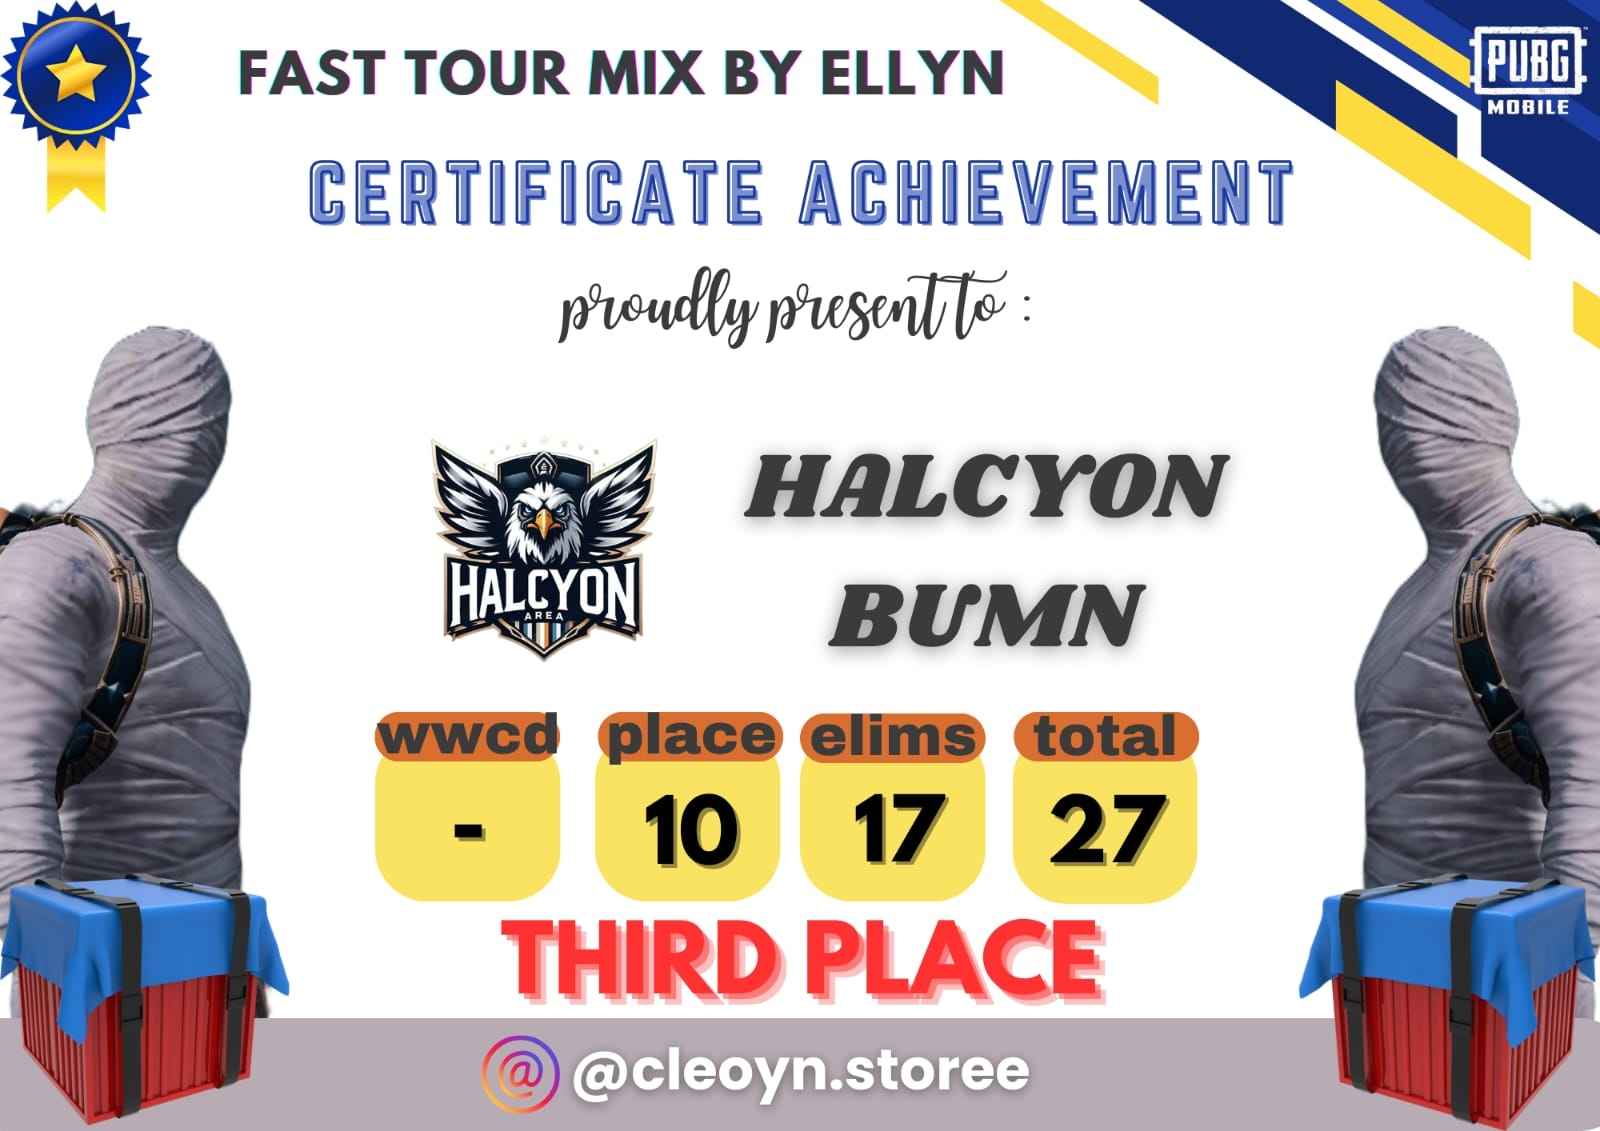 FAST TOUR MIX BY ELLYN
PUBG
MOBILE
CERTIFICATE ACHIEVEMENT
proudly present to :
HALCYON
AREA
HALCYON
BUMN
wwcd place elims total
- 10 17 27
THIRD PLACE
@cleoyn.storee